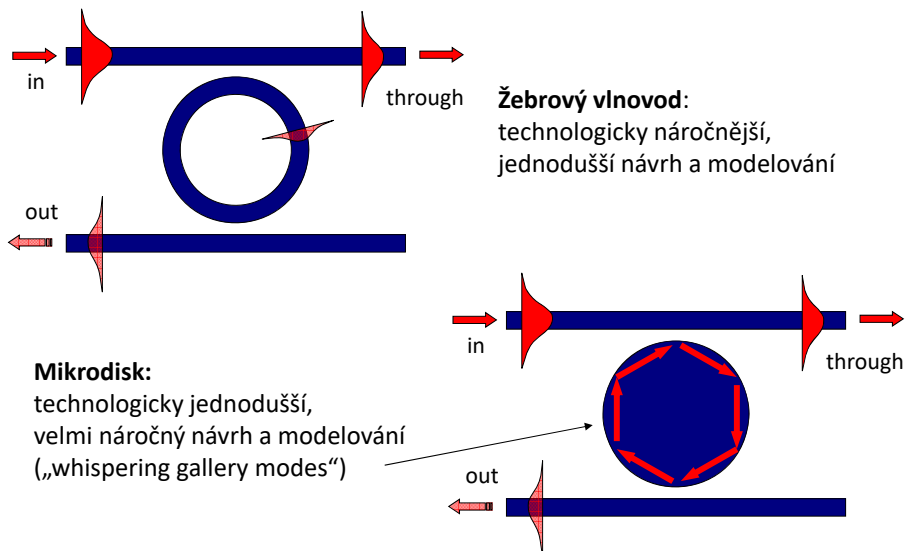 in
through
Žebrový vlnovod:
technologicky náročnější,
jednodušší návrh a modelování
out
in
through
Mikrodisk:
technologicky jednodušší,
velmi náročný návrh a modelování
(„whispering gallery modes“)
out